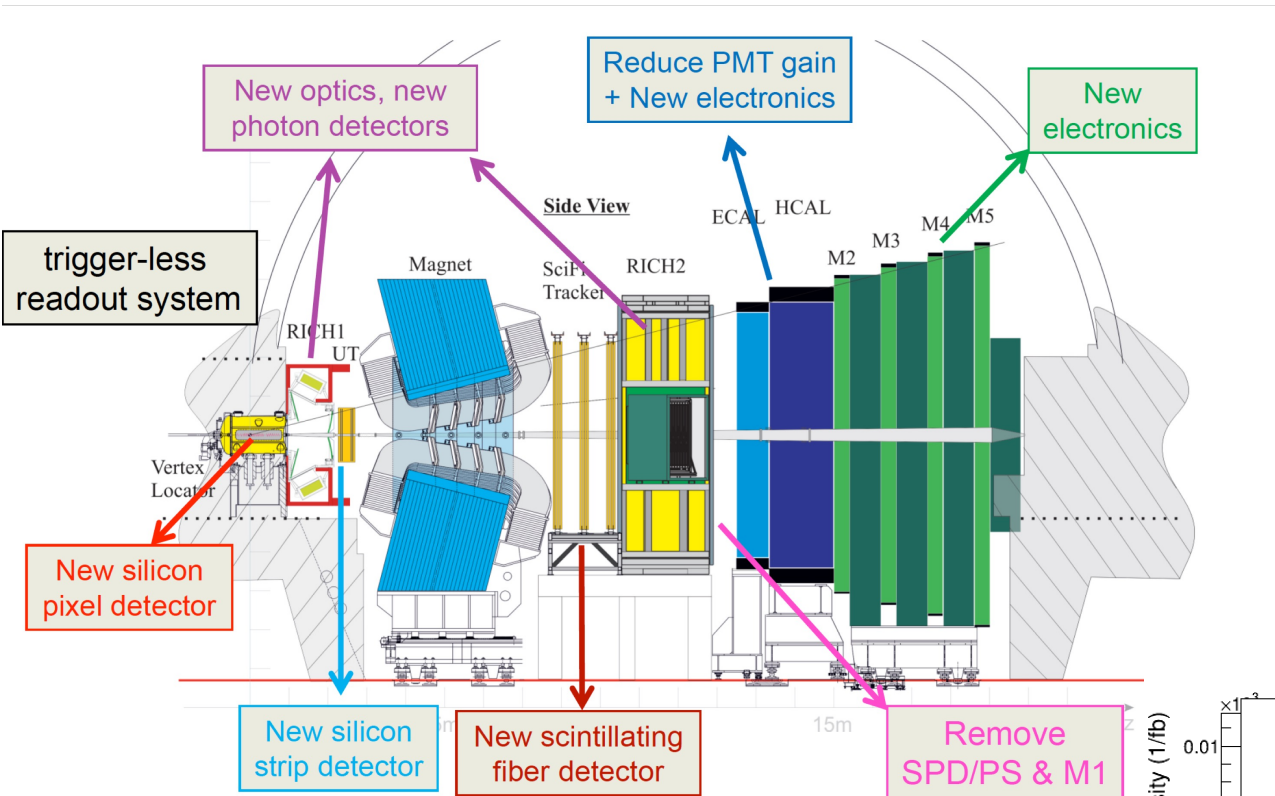 Reduce PMT gain
+ New electronics
New optics, new
photon detectors
New
electronics
Side View
ECAL
HCAL
M5
M4
M3
M2
trigger-less
readout system
Magnet
SciFi
Tracker
RICH2
RICH1
UT
Vertex
Locator
New silicon
pixel detector
New silicon
strip detector
New scintillating
fiber detector
15m
Remove
SPD/PS & M1
z
0.01